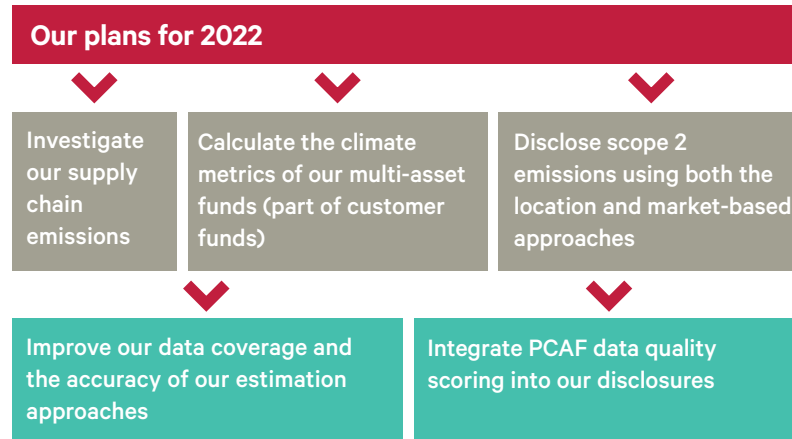 Our plans for 2022
Investigate
our supply
chain
emissions
Calculate the climate
metrics of our multi-asset
funds (part of customer
funds)
Disclose scope 2
emissions using both the
location and market-based
approaches
Improve our data coverage and
the accuracy of our estimation
approaches
Integrate PCAF data quality
scoring into our disclosures